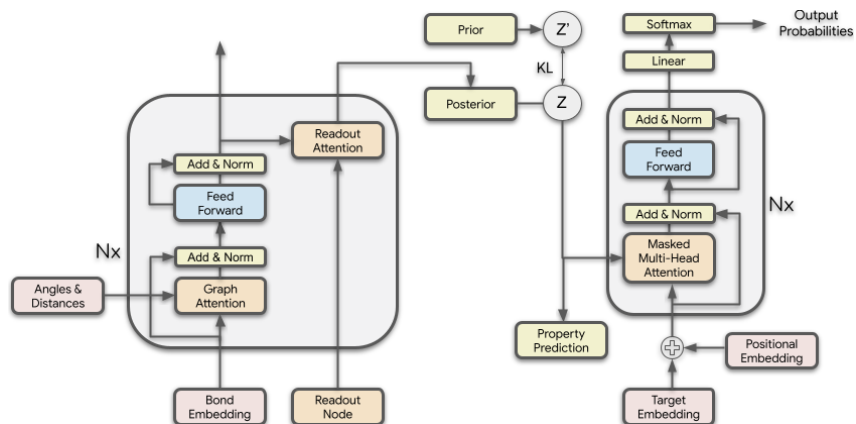 Output
Probabilities
Softmax
Linear
Prior
Z'
KL
Posterior
Z
Add & Norm
Feed
Forward
Add & Norm
Masked
Multi-Head
Attention
Nx
Readout
Attention
Add & Norm
Feed
Forward
Nx
Add & Norm
Angles &
Distances
Graph
Attention
Property
Prediction
Positional
Embedding
Bond
Embedding
Readout
Node
Target
Embedding